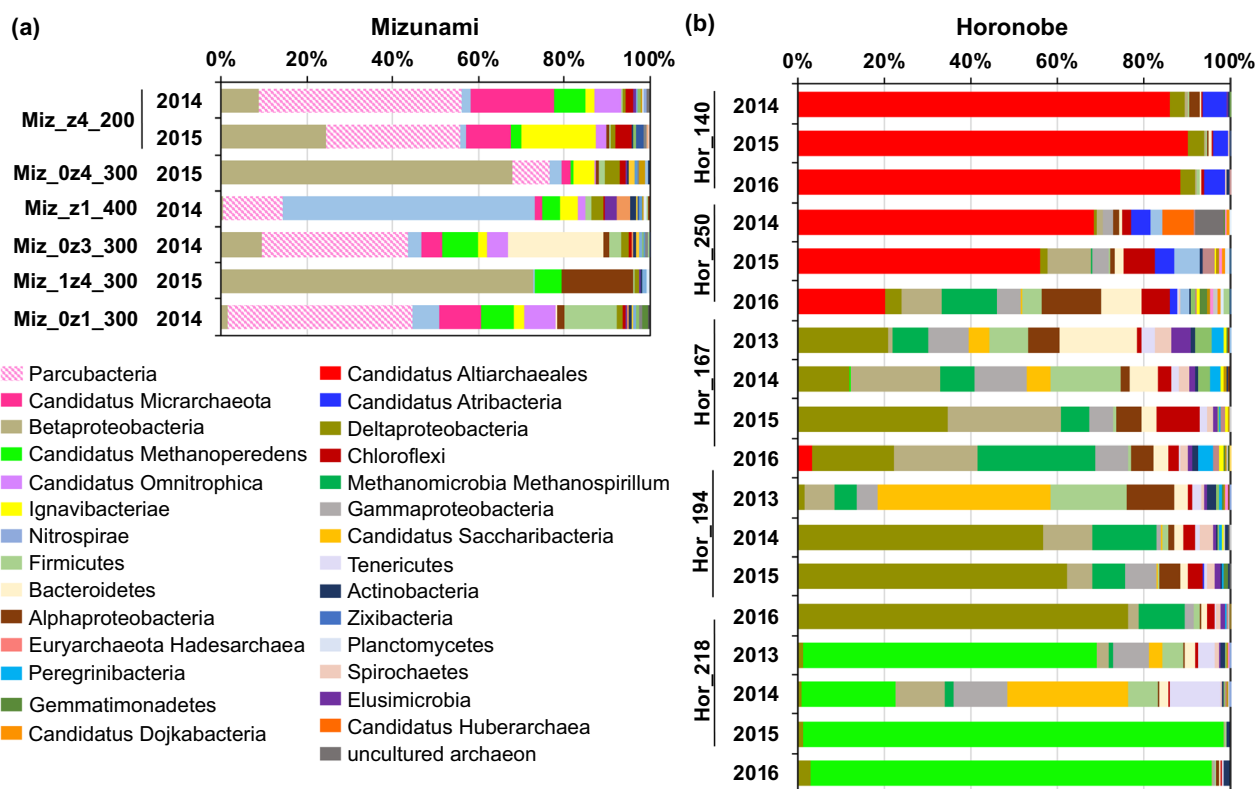 (a)
Mizunami
0% 20% 40% 60% 80% 100%
Miz_z4_200
2014
2015
Miz_0z4_300 2015
Miz_z1_400 2014
Miz_0z3_300 2014
Miz_1z4_300 2015
Miz_0z1_300 2014
Parcubacteria
Candidatus Micrarchaeota
Betaproteobacteria
Candidatus Methanoperedens
Candidatus Omnitrophica
Ignavibacteriae
Nitrospirae
Firmicutes
Bacteroidetes
Alphaproteobacteria
Euryarchaeota Hadesarchaea
Peregrinibacteria
Gemmatimonadetes
Candidatus Dojkabacteria
Candidatus Altiarchaeales
Candidatus Atribacteria
Deltaproteobacteria
Chloroflexi
Methanomicrobia Methanospirillum
Gammaproteobacteria
Candidatus Saccharibacteria
Tenericutes
Actinobacteria
Zixibacteria
Planctomycetes
Spirochaetes
Elusimicrobia
Candidatus Huberarchaea
uncultured archaeon
(b)
Horonobe
0% 20% 40% 60% 80% 100%
Hor_140
2014
2015
2016
Hor_250
2014
2015
2016
Hor_167
2013
2014
2015
2016
Hor_194
2013
2014
2015
2016
Hor_218
2013
2014
2015
2016